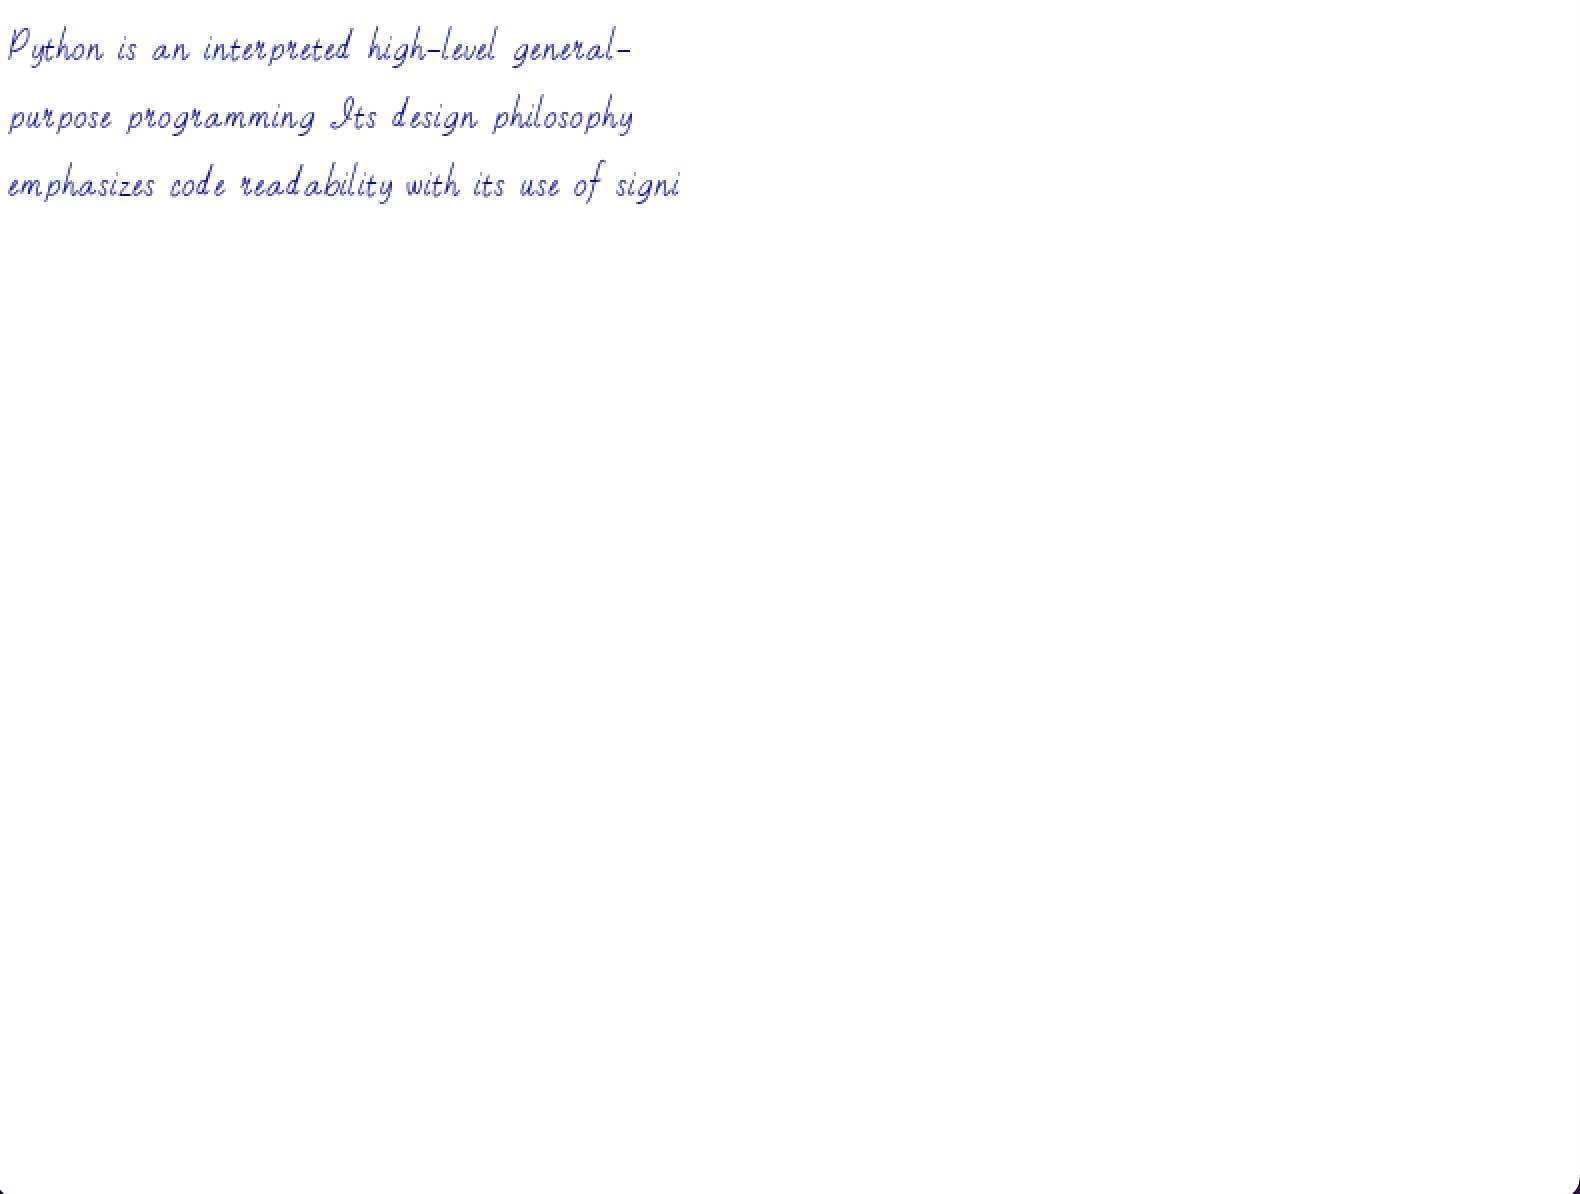 Python is an interpreted high-level general-
purpose programming Its design philosophy
emphasizes code readability with its use of signi